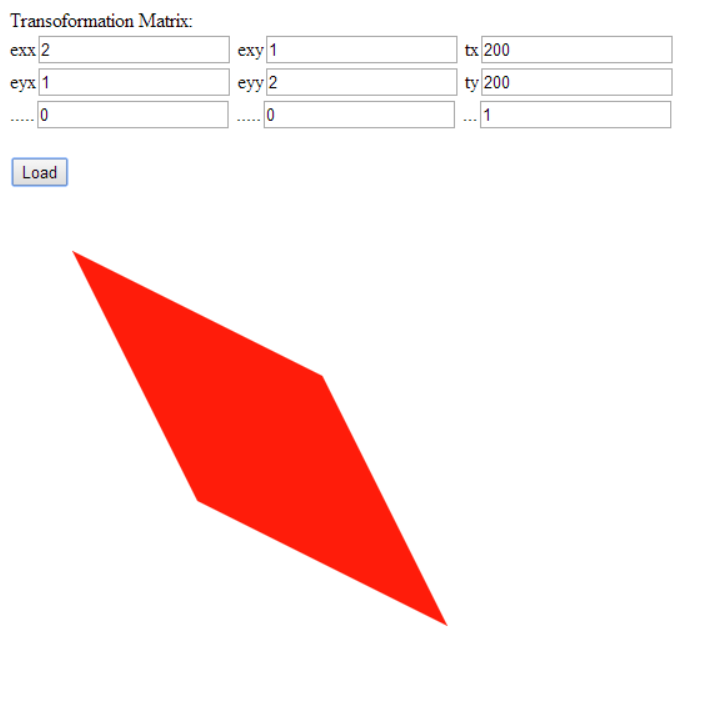 Transoformation Matrix:
exx 2 exy 1 tx 200
eyx 1 eyy 2 ty 200
..... 0 ..... 0 ... 1
Load